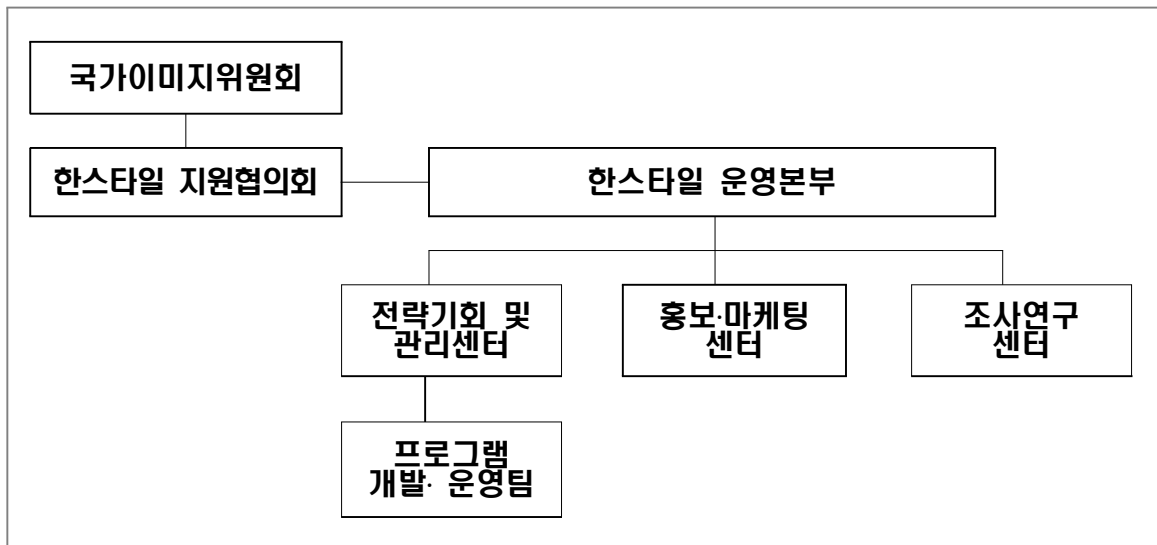 국가이미지위원회
한스타일 지원협의회
한스타일 운영본부
전략기회 및
관리센터
홍보·마케팅
센터
조사연구
센터
프로그램
개발· 운영팀